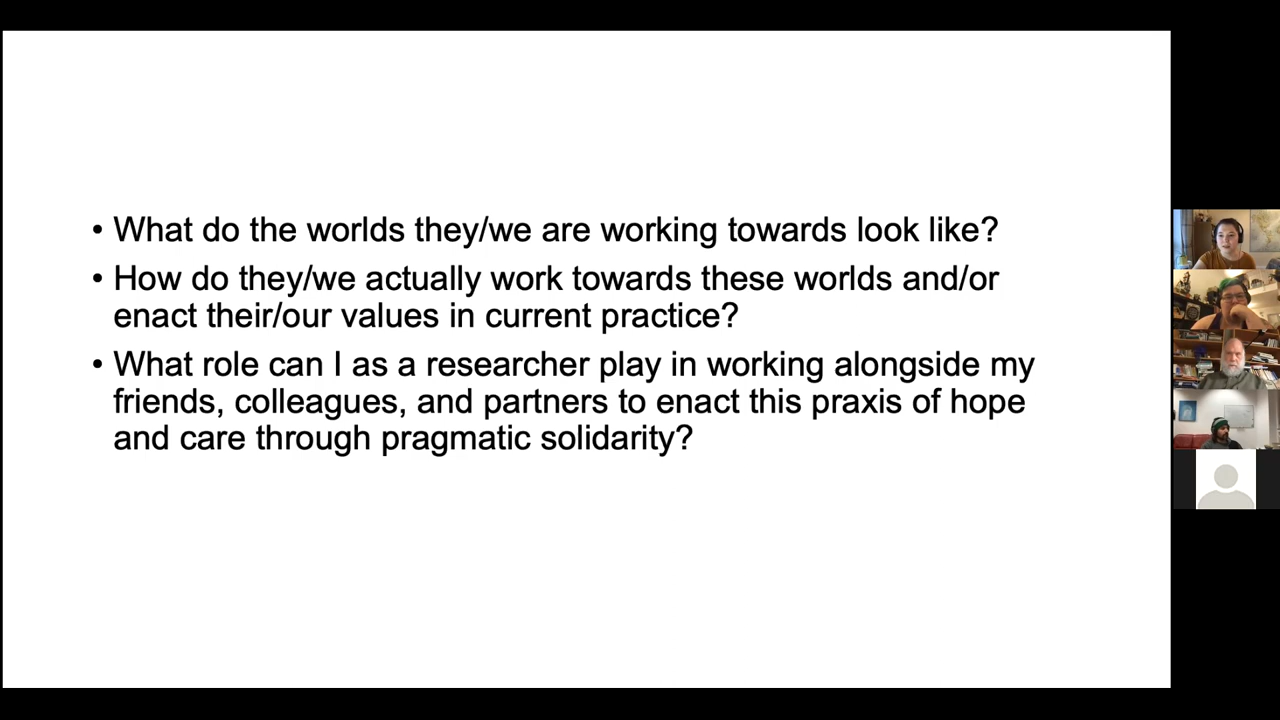 • What do the worlds they/we are working towards look like?
• How do they/we actually work towards these worlds and/or
enact their/our values in current practice?
• What role can I as a researcher play in working alongside my
friends, colleagues, and partners to enact this praxis of hope
and care through pragmatic solidarity?